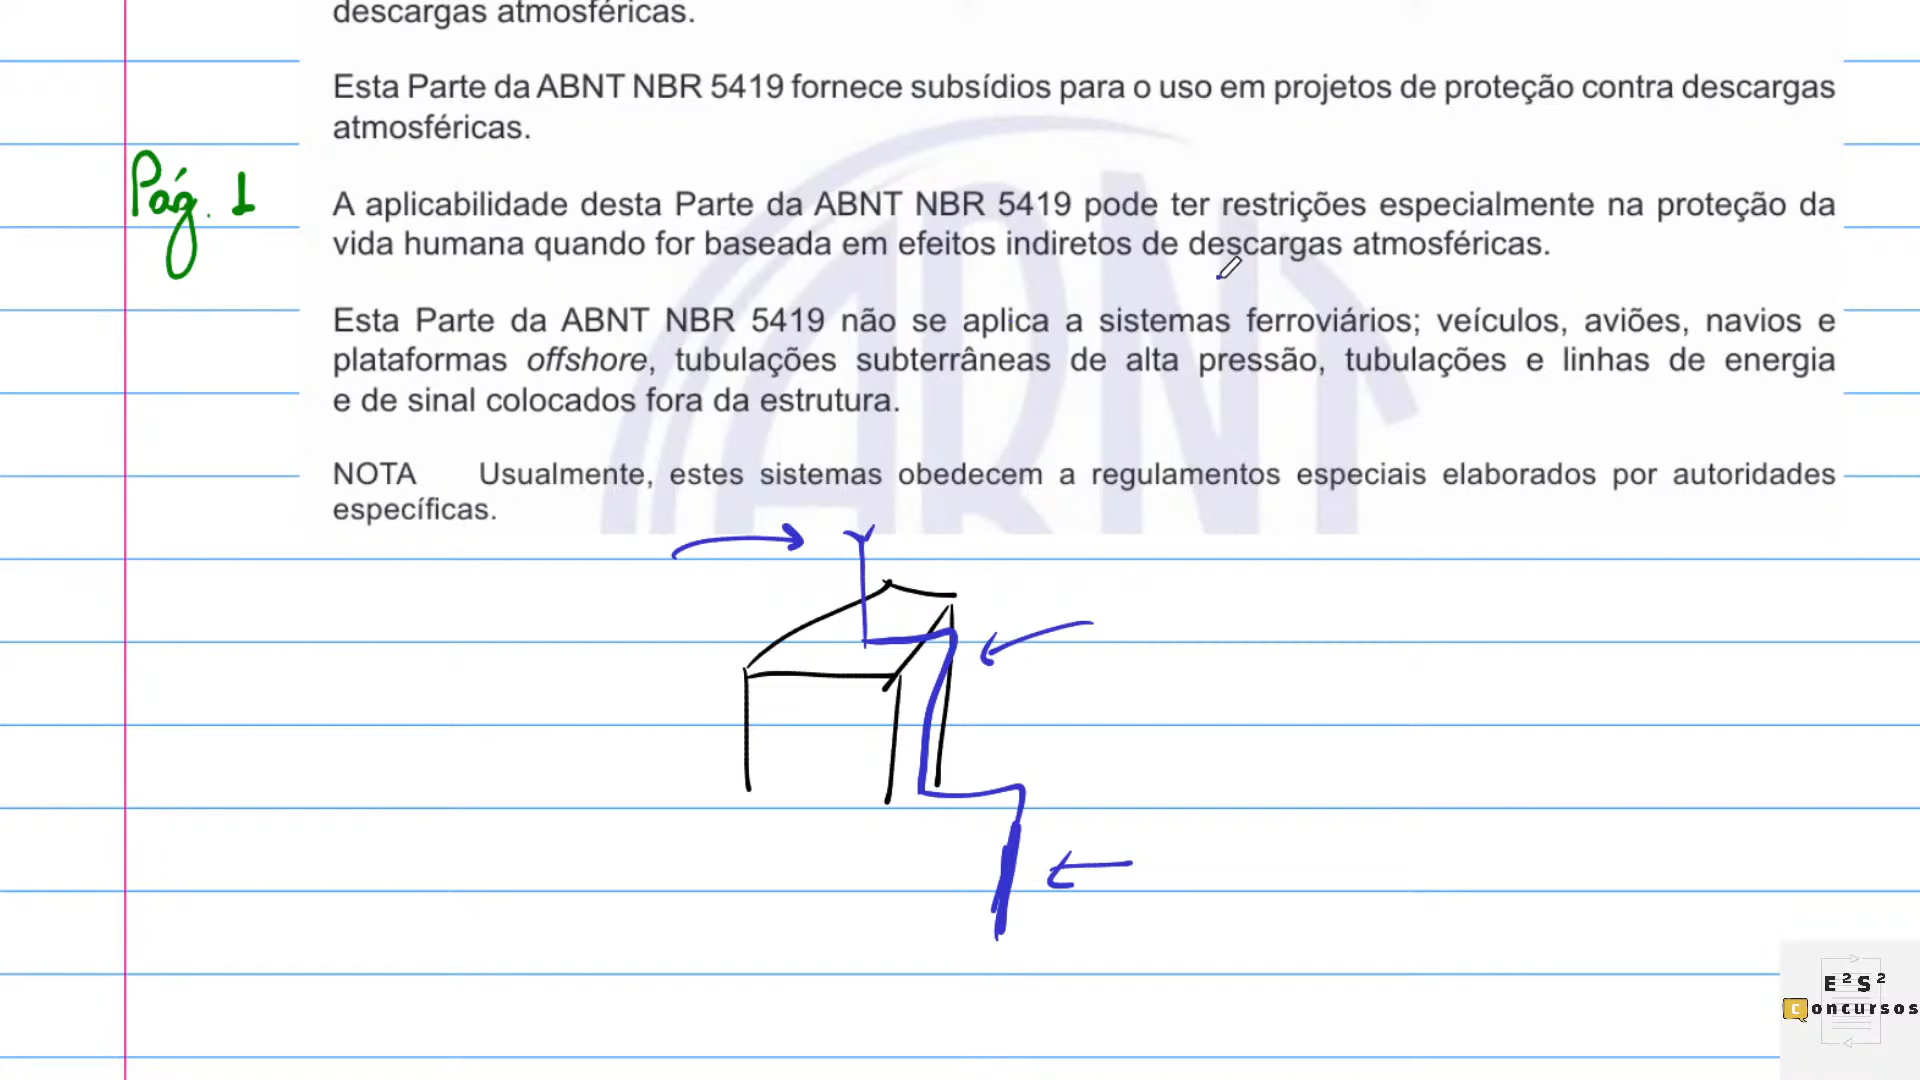 descargas atmosféricas.
Esta Parte da ABNT NBR 5419 fornece subsídios para o uso em projetos de proteção contra descargas
atmosféricas.
Pág. 1
A aplicabilidade desta Parte da ABNT NBR 5419 pode ter restrições especialmente na proteção da
vida humana quando for baseada em efeitos indiretos de descargas atmosféricas.
Esta Parte da ABNT NBR 5419 não se aplica a sistemas ferroviários; veículos, aviões, navios e
plataformas offshore, tubulações subterrâneas de alta pressão, tubulações e linhas de energia
e de sinal colocados fora da estrutura.
NOTA Usualmente, estes sistemas obedecem a regulamentos especiais elaborados por autoridades
específicas.
ABNT
E²S²
Concursos